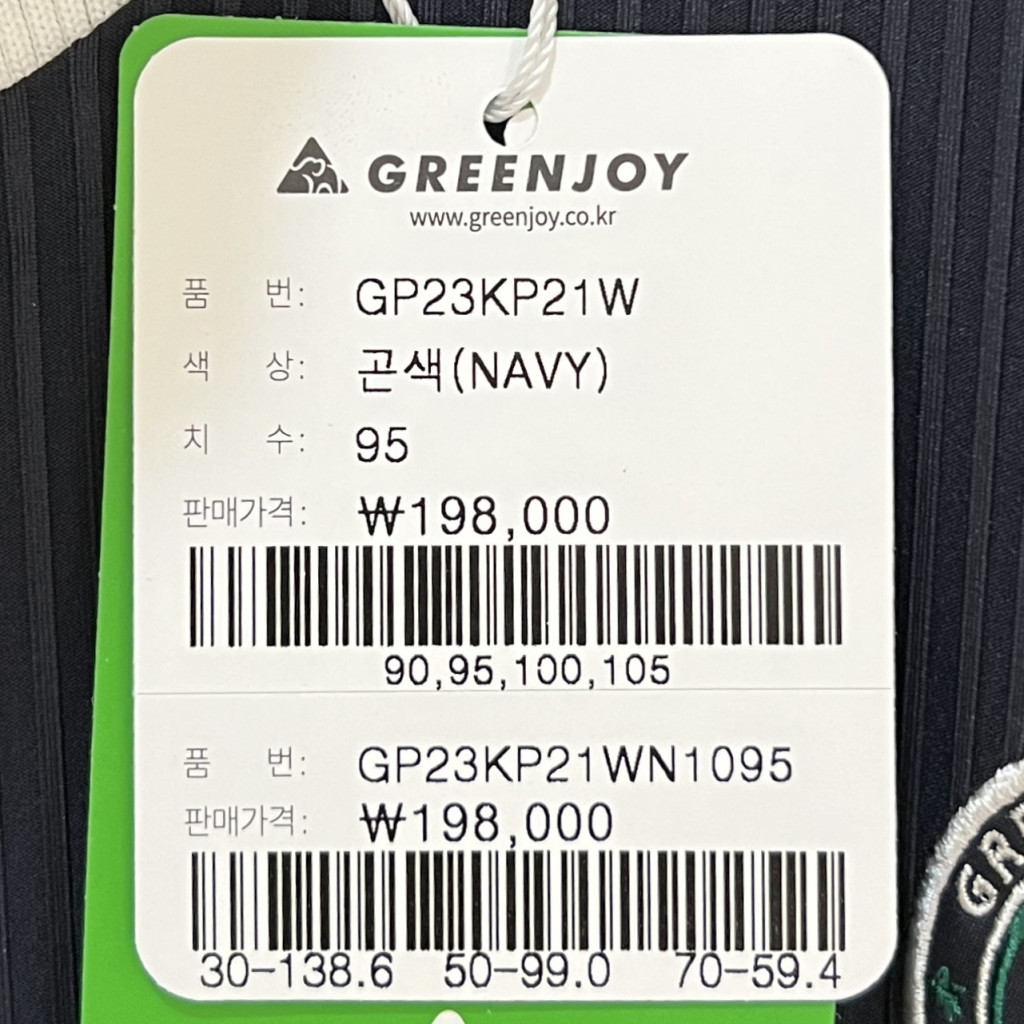 GREENJOY
www.greenjoy.co.kr
품 번: GP23KP21W
색 상: 곤색(NAVY)
치 수: 95
판매가격: ₩198,000
90,95,100,105
품 번: GP23KP21WN1095
판매가격: ₩198,000
30-138.6 50-99.0 70-59.4